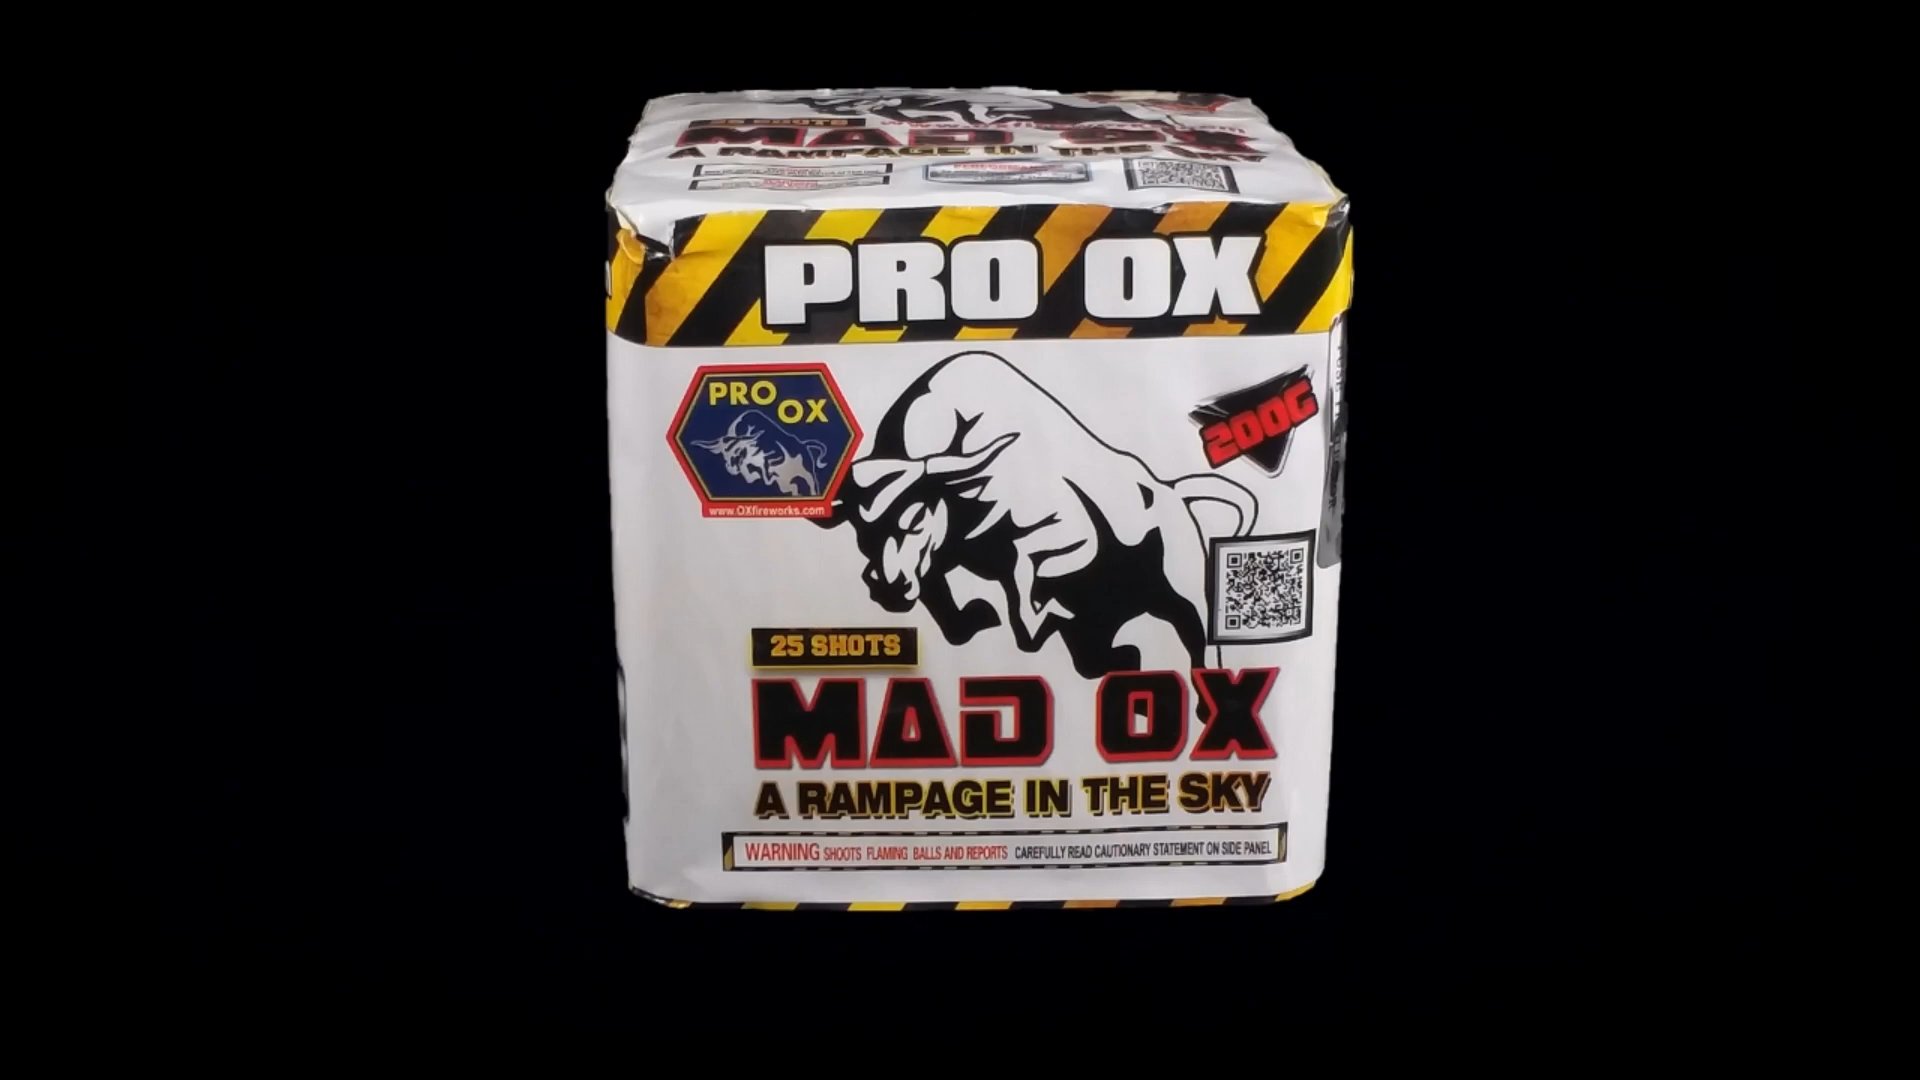 25 SHOTS
MAD OX
A RAMPAGE IN THE SKY
PRO OX
PRO
OX
www.OXfireworks.com
200G
25 SHOTS
MAD OX
A RAMPAGE IN THE SKY
WARNING SHOOTS FLAMING BALLS AND REPORTS CAREFULLY READ CAUTIONARY STATEMENT ON SIDE PANEL